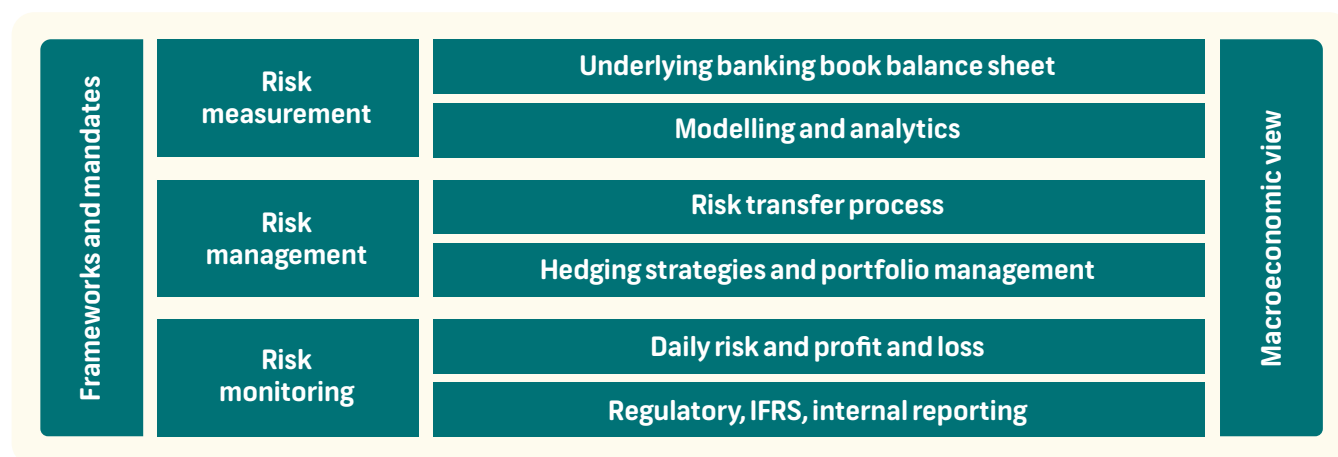 Frameworks and mandates
Risk
measurement
Underlying banking book balance sheet
Modelling and analytics
Risk
management
Risk transfer process
Hedging strategies and portfolio management
Risk
monitoring
Daily risk and profit and loss
Regulatory, IFRS, internal reporting
Macroeconomic view